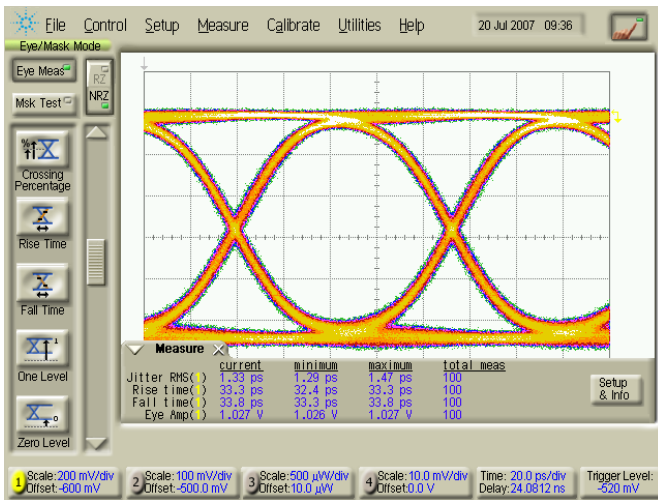 File Control Setup Measure Calibrate Utilities Help 20 Jul 2007 09:36
Eye/Mask Mode
Eye Meas
RZ
NRZ
Msk Test
Crossing
Percentage
Rise Time
Fall Time
One Level
Zero Level
Measure
current minimum maximum total meas
Jitter RMS(1) 1.33 ps 1.29 ps 1.47 ps 100
Rise time(1) 33.3 ps 32.4 ps 33.3 ps 100
Fall time(1) 33.8 ps 33.3 ps 33.8 ps 100
Eye Amp(1) 1.027 V 1.026 V 1.027 V 100
Setup
& Info
1 Scale:200 mV/div
Offset:-600 mV
2 Scale:100 mV/div
Offset:-500.0 mV
3 Scale:500 µW/div
Offset:10.0 µW
4 Scale:10.0 mV/div
Offset:0.0 V
Time: 20.0 ps/div
Delay:24.0812 ns
Trigger Level:
-520 mV